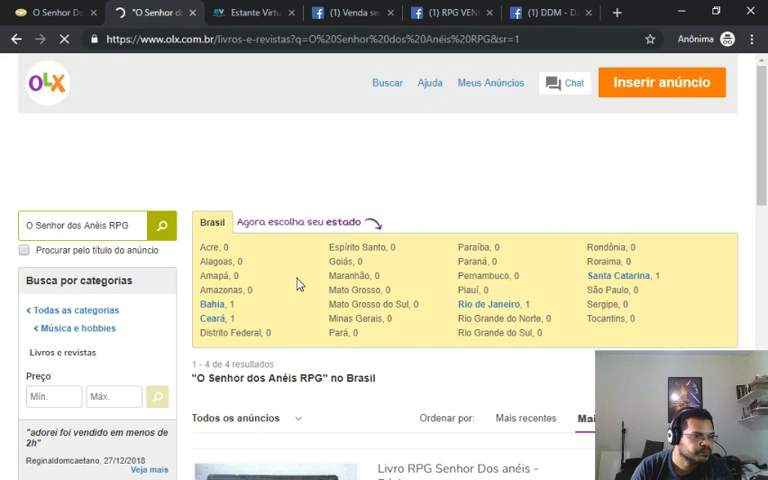 O Senhor do
"O Senhor do
Estante Virtu
(1) Venda se
(1) RPG VEN
(1) DDM - D
https://www.olx.com.br/livros-e-revistas?q=O%20Senhor%20dos%20Anéis%20RPG&sr=1
Anônima
OLX
Buscar
Ajuda
Meus Anúncios
Chat
Inserir anúncio
O Senhor dos Anéis RPG
Procurar pelo título do anúncio
Busca por categorias
Todas as categorias
Música e hobbies
Livros e revistas
Preço
Mín.
Máx.
"adorei foi vendido em menos de
2h"
Reginaldomcaetano, 27/12/2018
Veja mais
Brasil
Agora escolha seu estado
Acre, 0
Alagoas, 0
Amapá, 0
Amazonas, 0
Bahia, 1
Ceará, 1
Distrito Federal, 0
Espírito Santo, 0
Goiás, 0
Maranhão, 0
Mato Grosso, 0
Mato Grosso do Sul, 0
Minas Gerais, 0
Pará, 0
Paraíba, 0
Paraná, 0
Pernambuco, 0
Piauí, 0
Rio de Janeiro, 1
Rio Grande do Norte, 0
Rio Grande do Sul, 0
Rondônia, 0
Roraima, 0
Santa Catarina, 1
São Paulo, 0
Sergipe, 0
Tocantins, 0
1 - 4 de 4 resultados
"O Senhor dos Anéis RPG" no Brasil
Todos os anúncios
Ordenar por:
Mais recentes
Mai
Livro RPG Senhor Dos anéis -